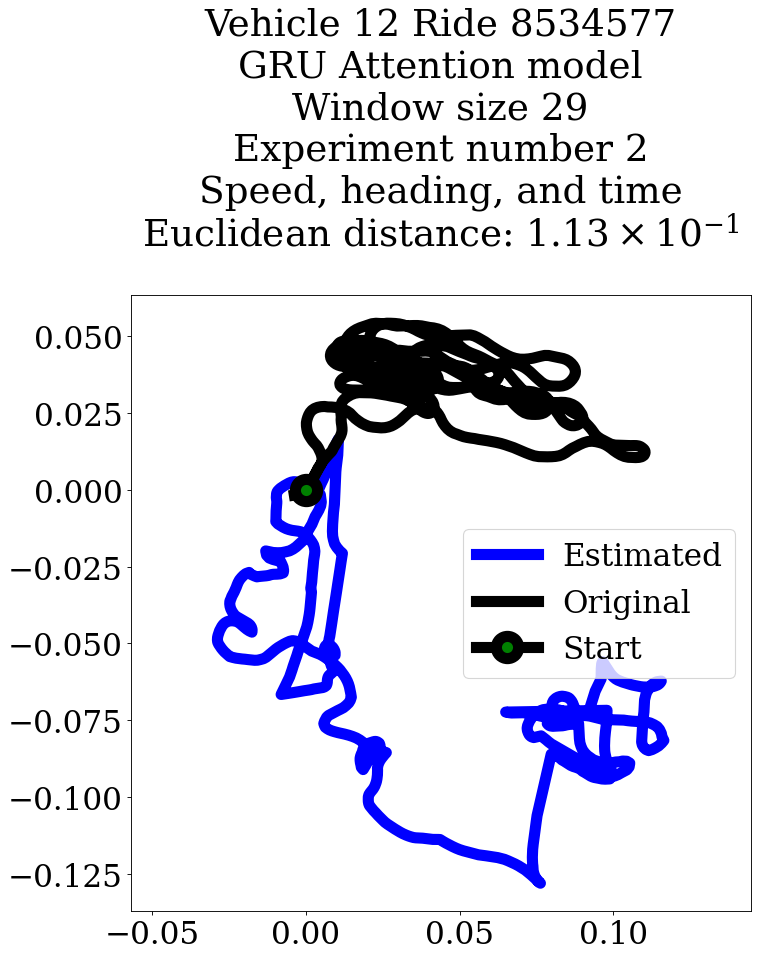 Vehicle 12 Ride 8534577
GRU Attention model
Window size 29
Experiment number 2
Speed, heading, and time
Euclidean distance: 1.13 × 10⁻¹
0.050
0.025
0.000
−0.025
−0.050
−0.075
−0.100
−0.125
Estimated
Original
Start
−0.05 0.00 0.05 0.10